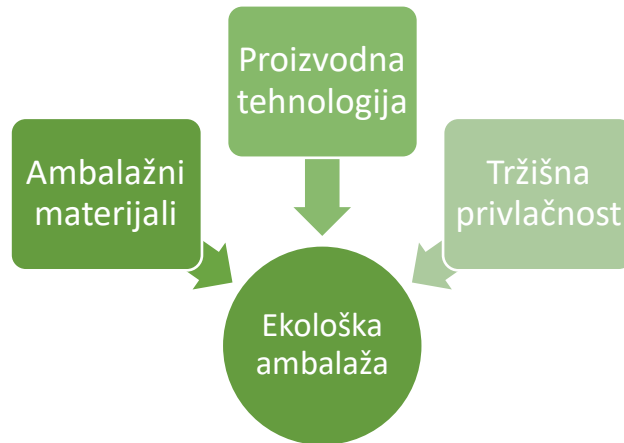 Proizvodna
tehnologija
Ambalažni
materijali
Tržišna
privlačnost
Ekološka
ambalaža